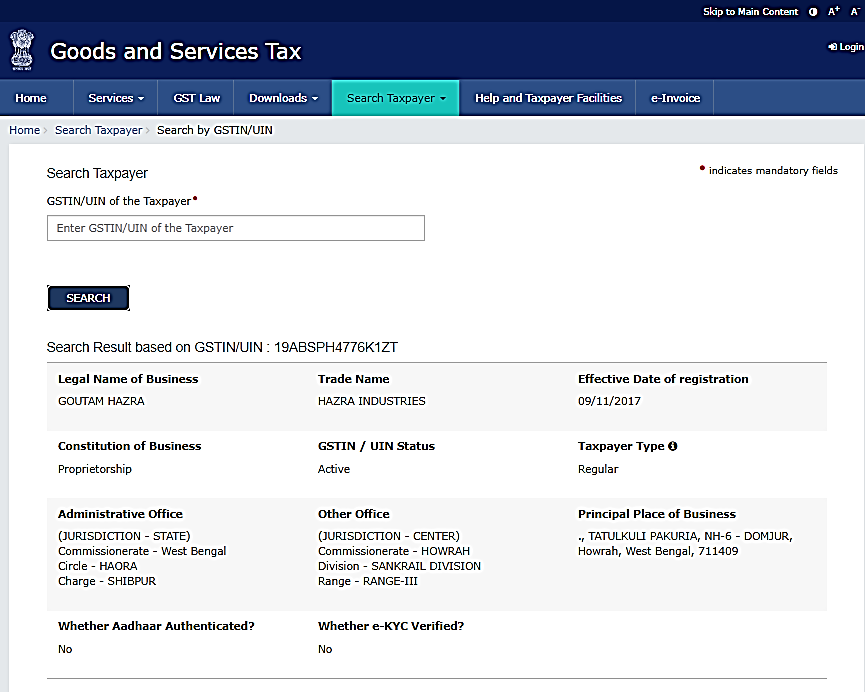 Skip to Main Content A+ A-
Goods and Services Tax
Login
Home Services GST Law Downloads Search Taxpayer Help and Taxpayer Facilities e-Invoice
Home › Search Taxpayer › Search by GSTIN/UIN
Search Taxpayer
• indicates mandatory fields
GSTIN/UIN of the Taxpayer•
Enter GSTIN/UIN of the Taxpayer
SEARCH
Search Result based on GSTIN/UIN : 19ABSPH4776K1ZT
Legal Name of Business Trade Name Effective Date of registration
GOUTAM HAZRA HAZRA INDUSTRIES 09/11/2017
Constitution of Business GSTIN / UIN Status Taxpayer Type
Proprietorship Active Regular
Administrative Office Other Office Principal Place of Business
(JURISDICTION - STATE) (JURISDICTION - CENTER) ., TATULKULI PAKURIA, NH-6 - DOMJUR,
Commissionerate - West Bengal Commissionerate - HOWRAH Howrah, West Bengal, 711409
Circle - HAORA Division - SANKRAIL DIVISION
Charge - SHIBPUR Range - RANGE-III
Whether Aadhaar Authenticated? Whether e-KYC Verified?
No No